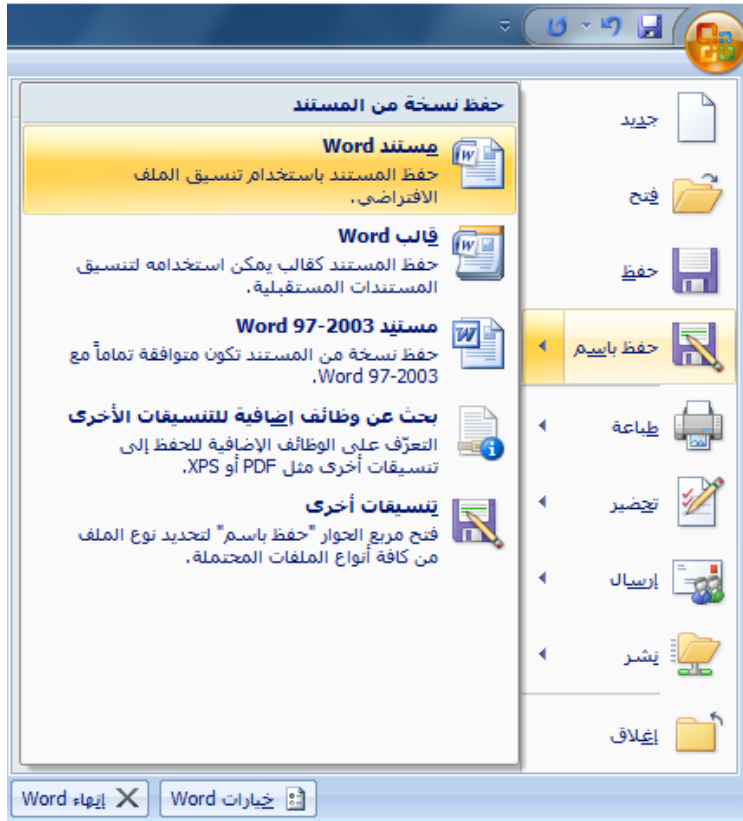 جديد
فتح
حفظ
حفظ باسم
طباعة
تحضير
إرسال
نشر
إغلاق
حفظ نسخة من المستند
مستند Word
حفظ المستند باستخدام تنسيق الملف
الافتراضي.
قالب Word
حفظ المستند كقالب يمكن استخدامه لتنسيق
المستندات المستقبلية.
مستند Word 97-2003
حفظ نسخة من المستند تكون متوافقة تماماً مع
Word 97-2003.
بحث عن وظائف إضافية للتنسيقات الأخرى
التعرّف على الوظائف الإضافية للحفظ إلى
تنسيقات أخرى مثل PDF أو XPS.
تنسيقات أخرى
فتح مربع الحوار "حفظ باسم" لتحديد نوع الملف
من كافة أنواع الملفات المحتملة.
خيارات Word
إنهاء Word